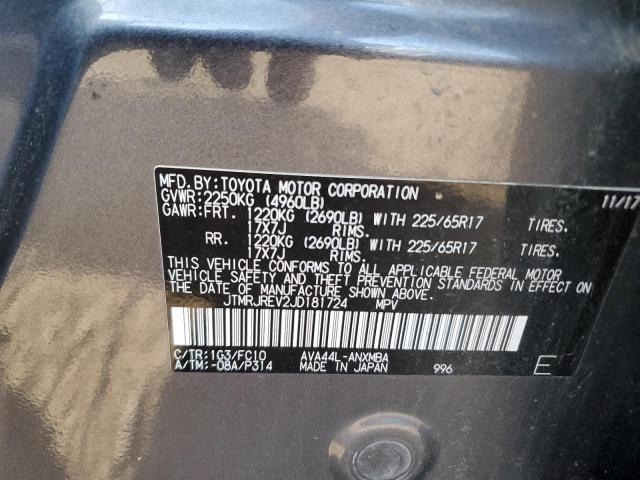 MFD.BY:TOYOTA MOTOR CORPORATION 11/17
GVWR:2250KG (4960LB)
GAWR:FRT. 1220KG (2690LB) WITH 225/65R17 TIRES.
17X7J RIMS.
RR. 1220KG (2690LB) WITH 225/65R17 TIRES.
17X7J RIMS.
THIS VEHICLE CONFORMS TO ALL APPLICABLE FEDERAL MOTOR
VEHICLE SAFETY AND THEFT PREVENTION STANDARDS IN EFFECT ON
THE DATE OF MANUFACTURE SHOWN ABOVE.
JTMRJREV2JD181724 MPV
C/TR:1G3/FC10 AVA44L-ANXMBA
A/TM:-08A/P314 MADE IN JAPAN 996 E